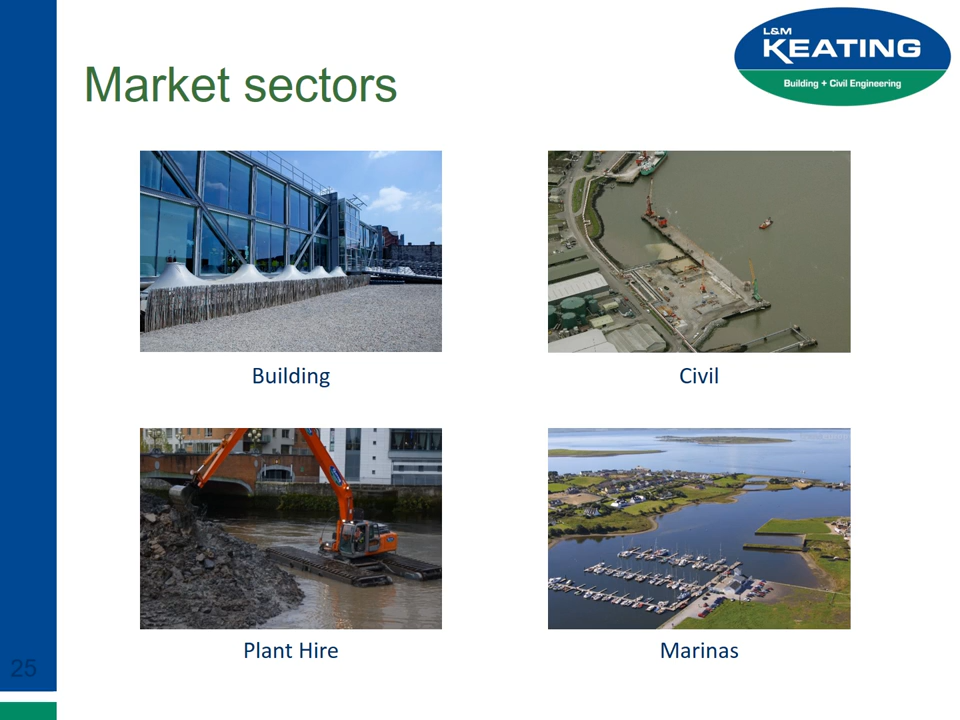 L&M
KEATING
Building + Civil Engineering
Market sectors
Building
Civil
Plant Hire
Marinas
25